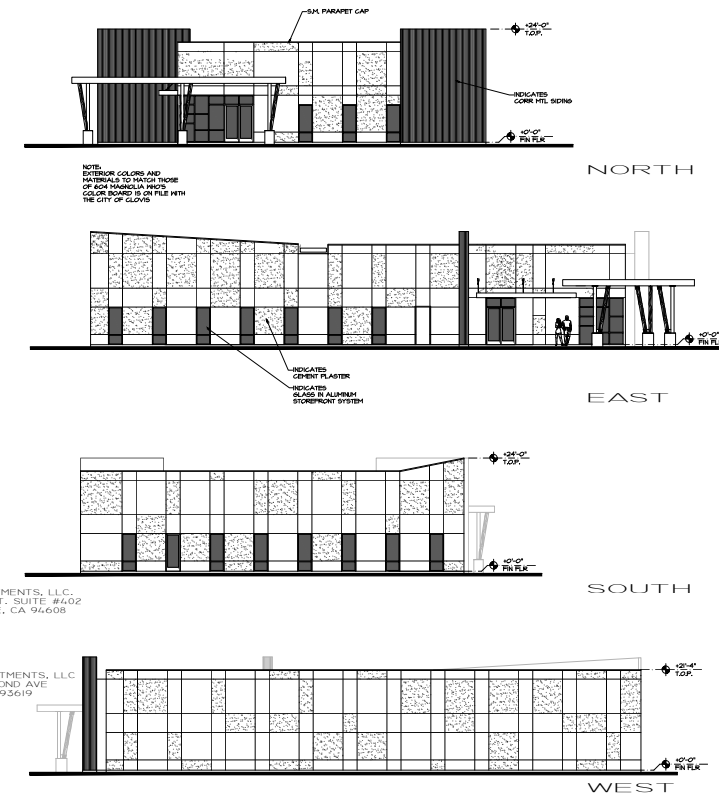 S.M. PARAPET CAP
+24'-0"
T.O.P.
INDICATES
CORR MTL SIDING
+0'-0"
FIN FLR
NORTH
NOTE:
EXTERIOR COLORS AND
MATERIALS TO MATCH THOSE
OF 604 MAGNOLIA WHO'S
COLOR BOARD IS ON FILE WITH
THE CITY OF CLOVIS
+0'-0"
FIN FL
INDICATES
CEMENT PLASTER
INDICATES
GLASS IN ALUMINUM
STOREFRONT SYSTEM
EAST
+24'-0"
T.O.P.
+0'-0"
FIN FLR
SOUTH
MENTS, LLC.
T. SUITE #402
E, CA 94608
+21'-4"
T.O.P.
TMENTS, LLC
OND AVE
93619
+0'-0"
FIN FLR
WEST